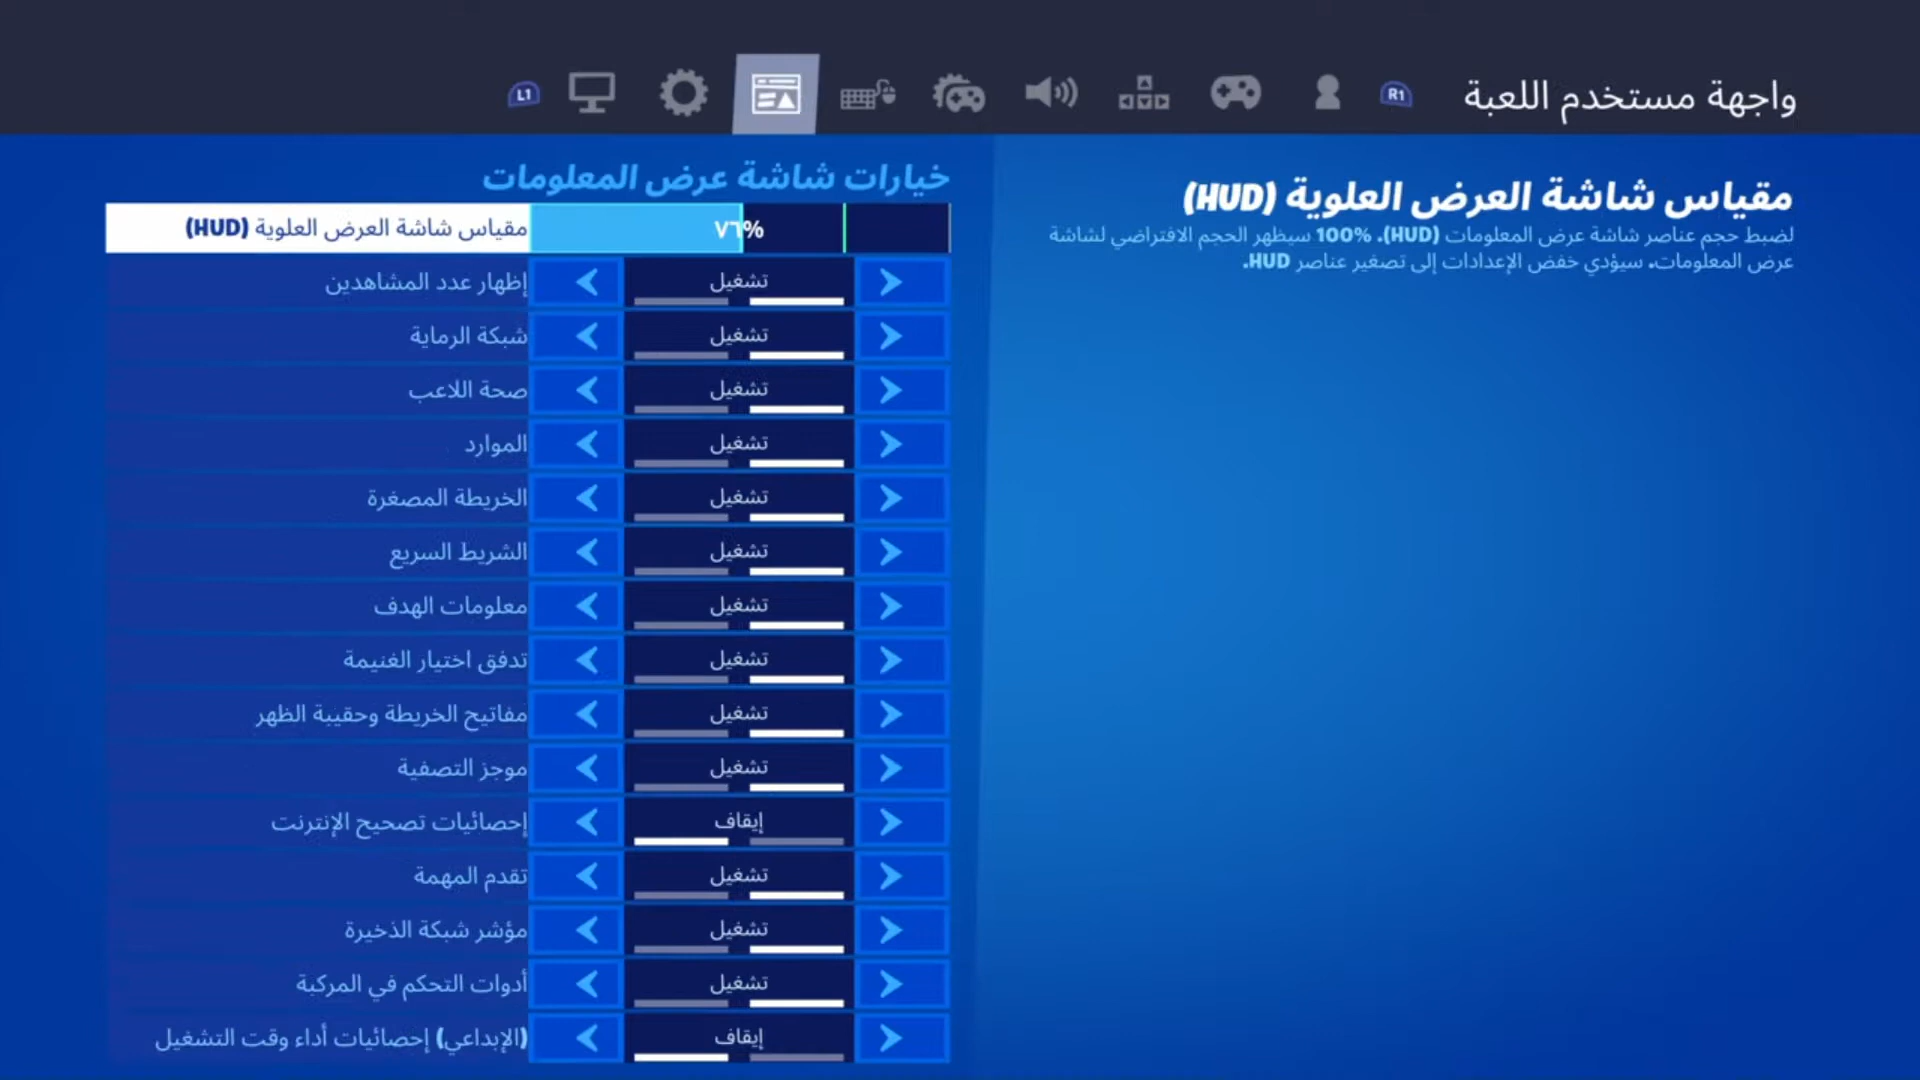 واجهة مستخدم اللعبة
R1
L1
خيارات شاشة عرض المعلومات
مقياس شاشة العرض العلوية (HUD)
٧٦%
إظهار عدد المشاهدين
تشغيل
شبكة الرماية
تشغيل
صحة اللاعب
تشغيل
الموارد
تشغيل
الخريطة المصغرة
تشغيل
الشريط السريع
تشغيل
معلومات الهدف
تشغيل
تدفق اختيار الغنيمة
تشغيل
مفاتيح الخريطة وحقيبة الظهر
تشغيل
موجز التصفية
تشغيل
إحصائيات تصحيح الإنترنت
إيقاف
تقدم المهمة
تشغيل
مؤشر شبكة الذخيرة
تشغيل
أدوات التحكم في المركبة
تشغيل
(الإبداعي) إحصائيات أداء وقت التشغيل
إيقاف
مقياس شاشة العرض العلوية (HUD)
لضبط حجم عناصر شاشة عرض المعلومات (HUD). 100% سيظهر الحجم الافتراضي لشاشة
عرض المعلومات. سيؤدي خفض الإعدادات إلى تصغير عناصر HUD.